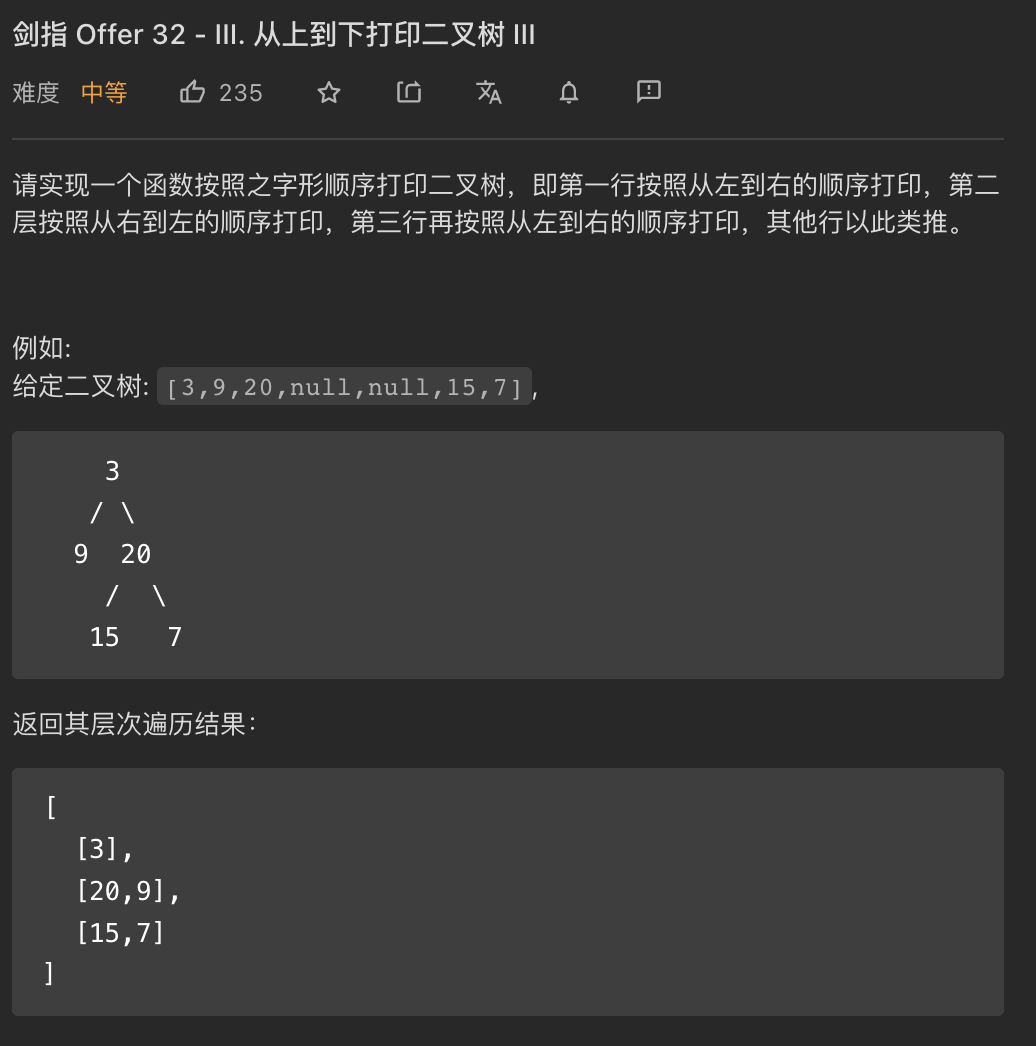 剑指 Offer 32 - III. 从上到下打印二叉树 III
难度 中等 235
请实现一个函数按照之字形顺序打印二叉树，即第一行按照从左到右的顺序打印，第二
层按照从右到左的顺序打印，第三行再按照从左到右的顺序打印，其他行以此类推。
例如:
给定二叉树: [3,9,20,null,null,15,7],
3
/ \
9 20
/ \
15 7
返回其层次遍历结果：
[
[3],
[20,9],
[15,7]
]